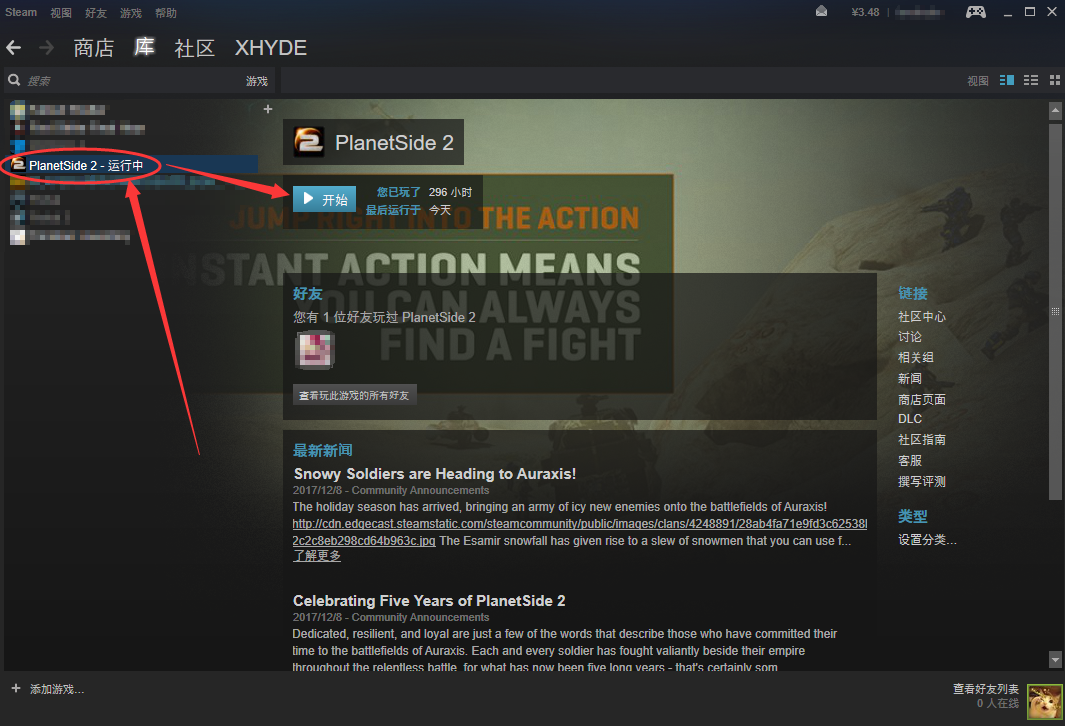 Steam 视图 好友 游戏 帮助
¥3.48
商店 库 社区 XHYDE
搜索 游戏
视图
PlanetSide 2
PlanetSide 2 - 运行中
开始
您已玩了 296 小时
最后运行于 今天
JUMP RIGHT INTO THE ACTION
INSTANT ACTION MEANS
YOU CAN ALWAYS
FIND A FIGHT
好友
您有 1 位好友玩过 PlanetSide 2
查看玩此游戏的所有好友
链接
社区中心
讨论
相关组
新闻
商店页面
DLC
社区指南
客服
撰写评测
类型
设置分类...
最新新闻
Snowy Soldiers are Heading to Auraxis!
2017/12/8 - Community Announcements
The holiday season has arrived, bringing an army of icy new enemies onto the battlefields of Auraxis!
http://cdn.edgecast.steamstatic.com/steamcommunity/public/images/clans/4248891/28ab4fa71e9fd3c62538
2c2c8eb298cd64b963c.jpg The Esamir snowfall has given rise to a slew of snowmen that you can use f...
了解更多
Celebrating Five Years of PlanetSide 2
2017/12/8 - Community Announcements
Dedicated, resilient, and loyal are just a few of the words that describe those who have committed their
time to the battlefields of Auraxis. Each and every soldier has fought valiantly beside their empire
throughout the relentless battle, for what has now been five long years - that's certainly som
添加游戏...
查看好友列表
0 人在线